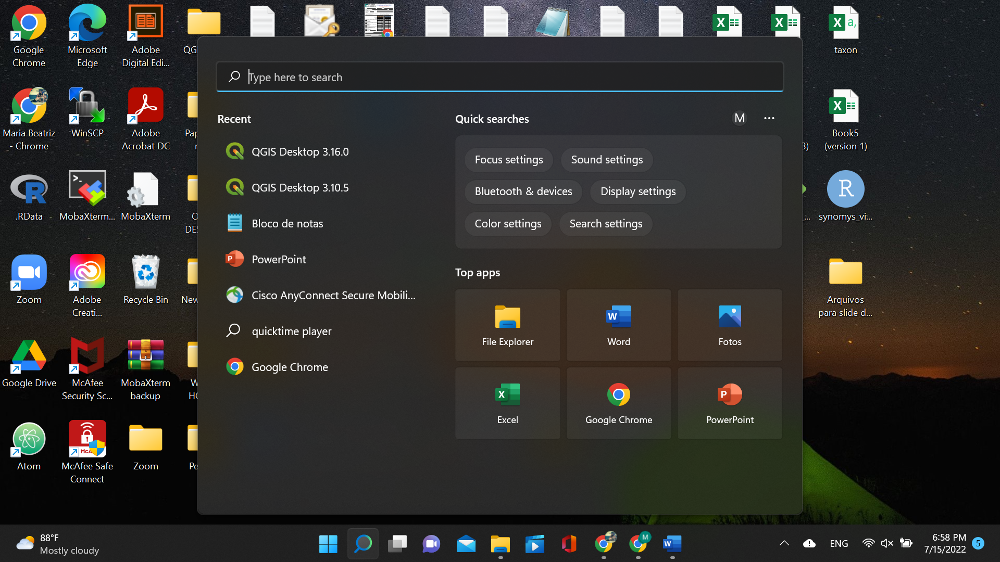 Google
Chrome
Microsoft
Edge
Adobe
Digital Edi...
QG
taxon
Type here to search
Recent
QGIS Desktop 3.16.0
QGIS Desktop 3.10.5
Bloco de notas
PowerPoint
Cisco AnyConnect Secure Mobili...
quicktime player
Google Chrome
Quick searches
M
Focus settings
Sound settings
Bluetooth & devices
Display settings
Color settings
Search settings
Top apps
File Explorer
Word
Fotos
Excel
Google Chrome
PowerPoint
Maria Beatriz
- Chrome
WinSCP
Adobe
Acrobat DC
Pap
3)
Book5
(version 1)
.RData
MobaXterm...
MobaXterm
DES
synomys_vi...
Zoom
Adobe
Creati...
Recycle Bin
New
Arquivos
para slide d...
Google Drive
McAfee
Security Sc...
MobaXterm
backup
W
HO
Atom
McAfee Safe
Connect
Zoom
Pe
88°F
Mostly cloudy
M
ENG
6:58 PM
7/15/2022
5